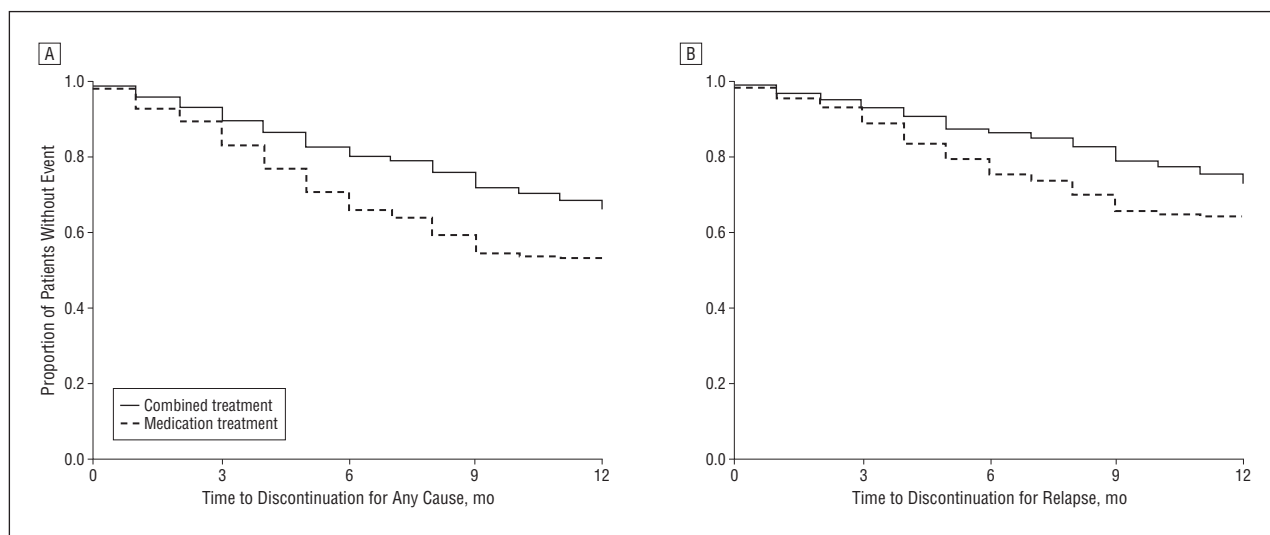 A
1.0
0.8
0.6
0.4
0.2
0.0
Proportion of Patients Without Event
Combined treatment
Medication treatment
0 3 6 9 12
Time to Discontinuation for Any Cause, mo
B
1.0
0.8
0.6
0.4
0.2
0.0
0 3 6 9 12
Time to Discontinuation for Relapse, mo